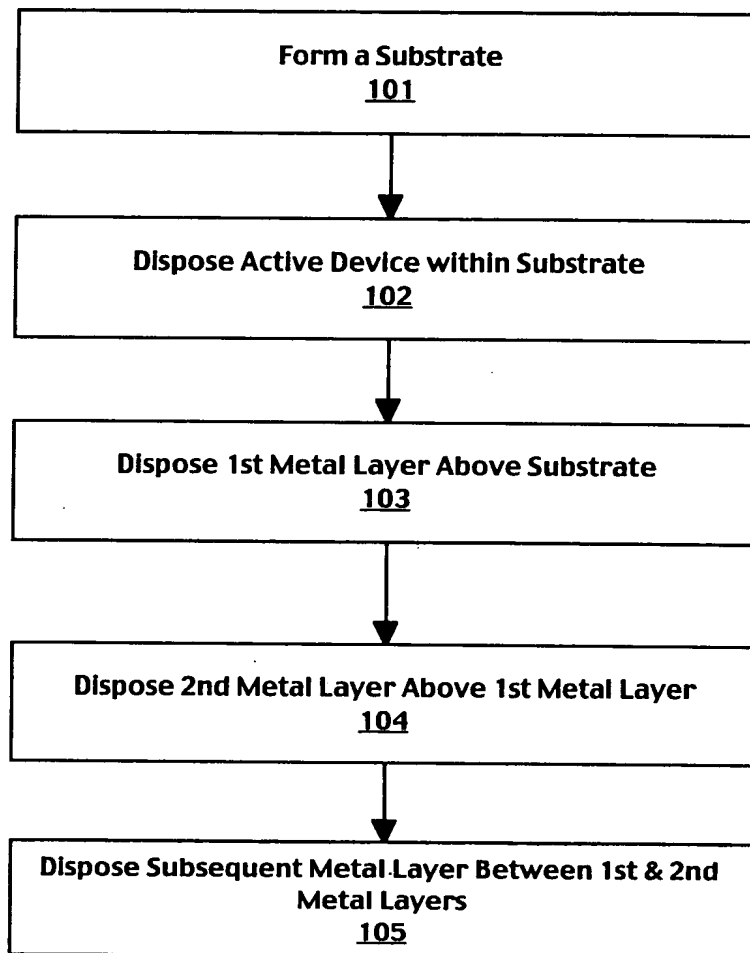 Form a Substrate
101
Dispose Active Device within Substrate
102
Dispose 1st Metal Layer Above Substrate
103
Dispose 2nd Metal Layer Above 1st Metal Layer
104
Dispose Subsequent Metal Layer Between 1st & 2nd
Metal Layers
105